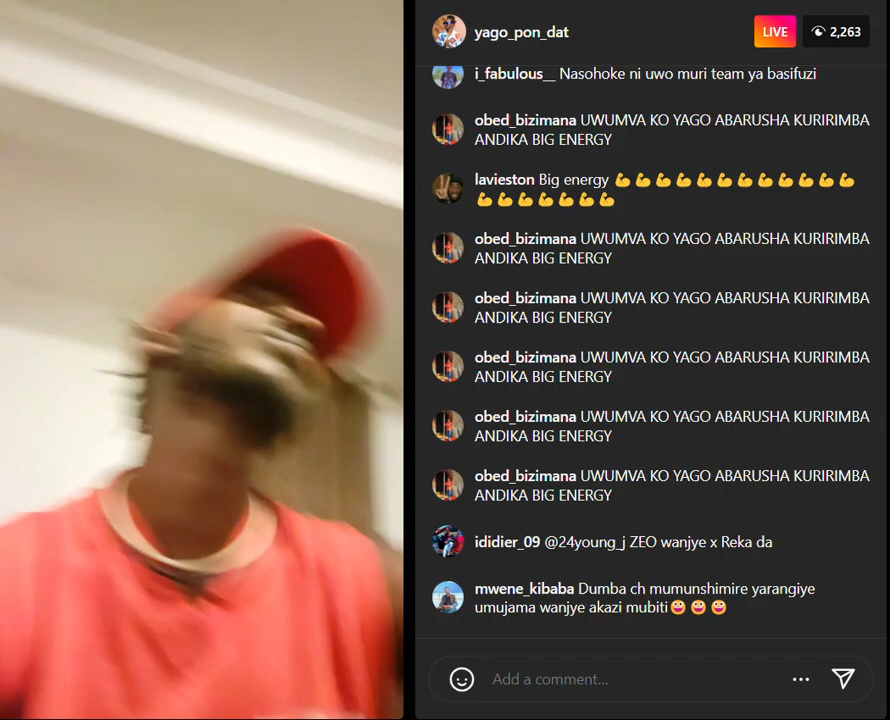 yago_pon_dat
LIVE
2,263
i_fabulous__ Nasohoke ni uwo muri team ya basifuzi
obed_bizimana UWUMVA KO YAGO ABARUSHA KURIRIMBA
ANDIKA BIG ENERGY
lavieston Big energy 💪💪💪💪💪💪💪💪💪💪💪💪
💪💪💪💪💪💪💪
obed_bizimana UWUMVA KO YAGO ABARUSHA KURIRIMBA
ANDIKA BIG ENERGY
obed_bizimana UWUMVA KO YAGO ABARUSHA KURIRIMBA
ANDIKA BIG ENERGY
obed_bizimana UWUMVA KO YAGO ABARUSHA KURIRIMBA
ANDIKA BIG ENERGY
obed_bizimana UWUMVA KO YAGO ABARUSHA KURIRIMBA
ANDIKA BIG ENERGY
obed_bizimana UWUMVA KO YAGO ABARUSHA KURIRIMBA
ANDIKA BIG ENERGY
ididier_09 @24young_j ZEO wanjye x Reka da
mwene_kibaba Dumba ch mumunshimire yarangiye
umujama wanjye akazi mubiti😀😀😀
Add a comment...